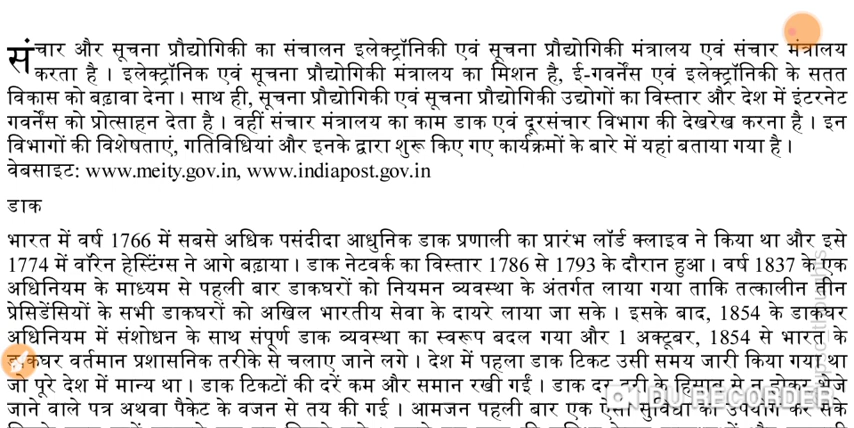 संचार और सूचना प्रौद्योगिकी का संचालन इलेक्ट्रॉनिकी एवं सूचना प्रौद्योगिकी मंत्रालय एवं संचार मंत्रालय
करता है । इलेक्ट्रॉनिक एवं सूचना प्रौद्योगिकी मंत्रालय का मिशन है, ई-गवर्नेंस एवं इलेक्ट्रॉनिकी के सतत
विकास को बढ़ावा देना । साथ ही, सूचना प्रौद्योगिकी एवं सूचना प्रौद्योगिकी उद्योगों का विस्तार और देश में इंटरनेट
गवर्नेंस को प्रोत्साहन देता है । वहीं संचार मंत्रालय का काम डाक एवं दूरसंचार विभाग की देखरेख करना है । इन
विभागों की विशेषताएं, गतिविधियां और इनके द्वारा शुरू किए गए कार्यक्रमों के बारे में यहां बताया गया है ।
वेबसाइट: www.meity.gov.in, www.indiapost.gov.in
डाक
भारत में वर्ष 1766 में सबसे अधिक पसंदीदा आधुनिक डाक प्रणाली का प्रारंभ लॉर्ड क्लाइव ने किया था और इसे
1774 में वॉरेन हेस्टिंग्स ने आगे बढ़ाया । डाक नेटवर्क का विस्तार 1786 से 1793 के दौरान हुआ । वर्ष 1837 के एक
अधिनियम के माध्यम से पहली बार डाकघरों को नियमन व्यवस्था के अंतर्गत लाया गया ताकि तत्कालीन तीन
प्रेसिडेंसियों के सभी डाकघरों को अखिल भारतीय सेवा के दायरे लाया जा सके । इसके बाद, 1854 के डाकघर
अधिनियम में संशोधन के साथ संपूर्ण डाक व्यवस्था का स्वरूप बदल गया और 1 अक्टूबर, 1854 से भारत के
डाकघर वर्तमान प्रशासनिक तरीके से चलाए जाने लगे । देश में पहला डाक टिकट उसी समय जारी किया गया था
जो पूरे देश में मान्य था । डाक टिकटों की दरें कम और समान रखी गईं । डाक दर दूरी के हिसाब से न होकर भेजे
जाने वाले पत्र अथवा पैकेट के वजन से तय की गई । आमजन पहली बार एक ऐसी सुविधा का उपयोग कर सके
DU RECORDER